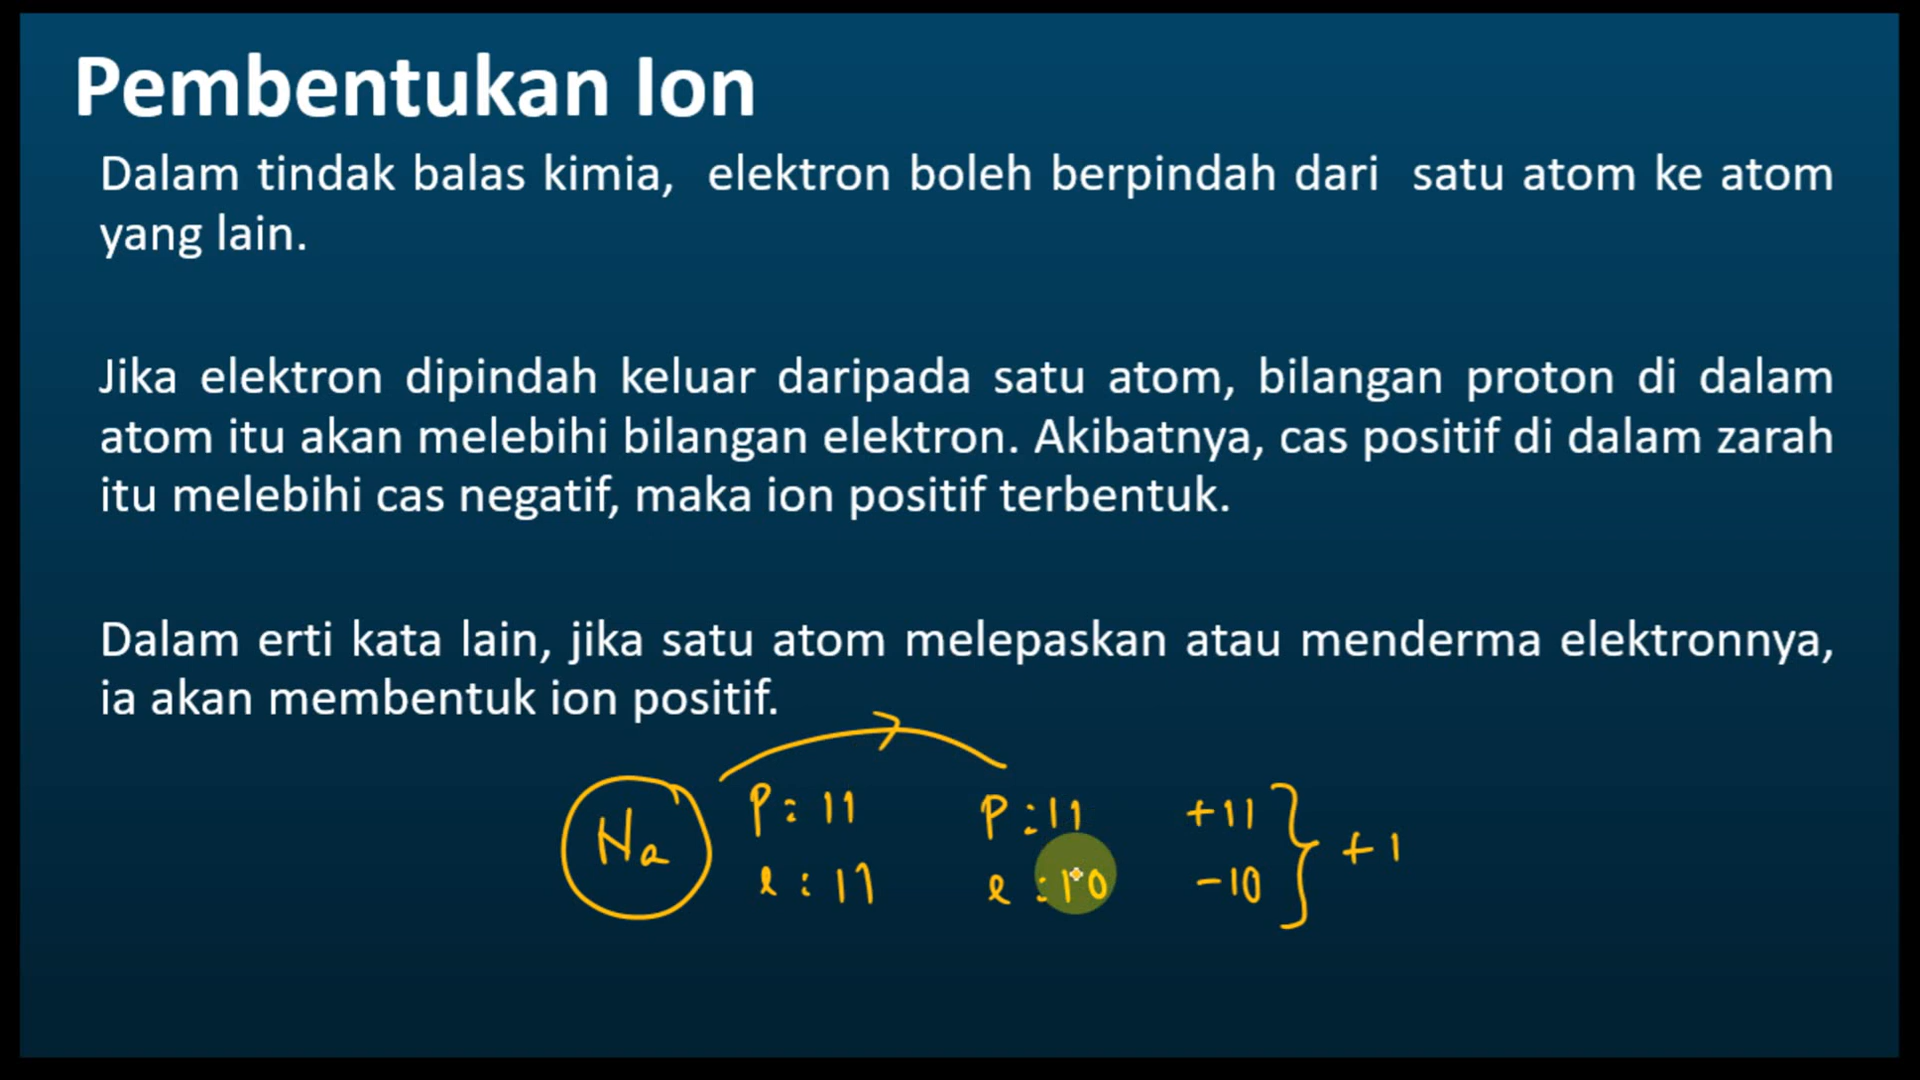 Pembentukan Ion
Dalam tindak balas kimia, elektron boleh berpindah dari satu atom ke atom
yang lain.
Jika elektron dipindah keluar daripada satu atom, bilangan proton di dalam
atom itu akan melebihi bilangan elektron. Akibatnya, cas positif di dalam zarah
itu melebihi cas negatif, maka ion positif terbentuk.
Dalam erti kata lain, jika satu atom melepaskan atau menderma elektronnya,
ia akan membentuk ion positif.
Na P: 11 P: 11 +11 +1
e: 11 e: 10 -10